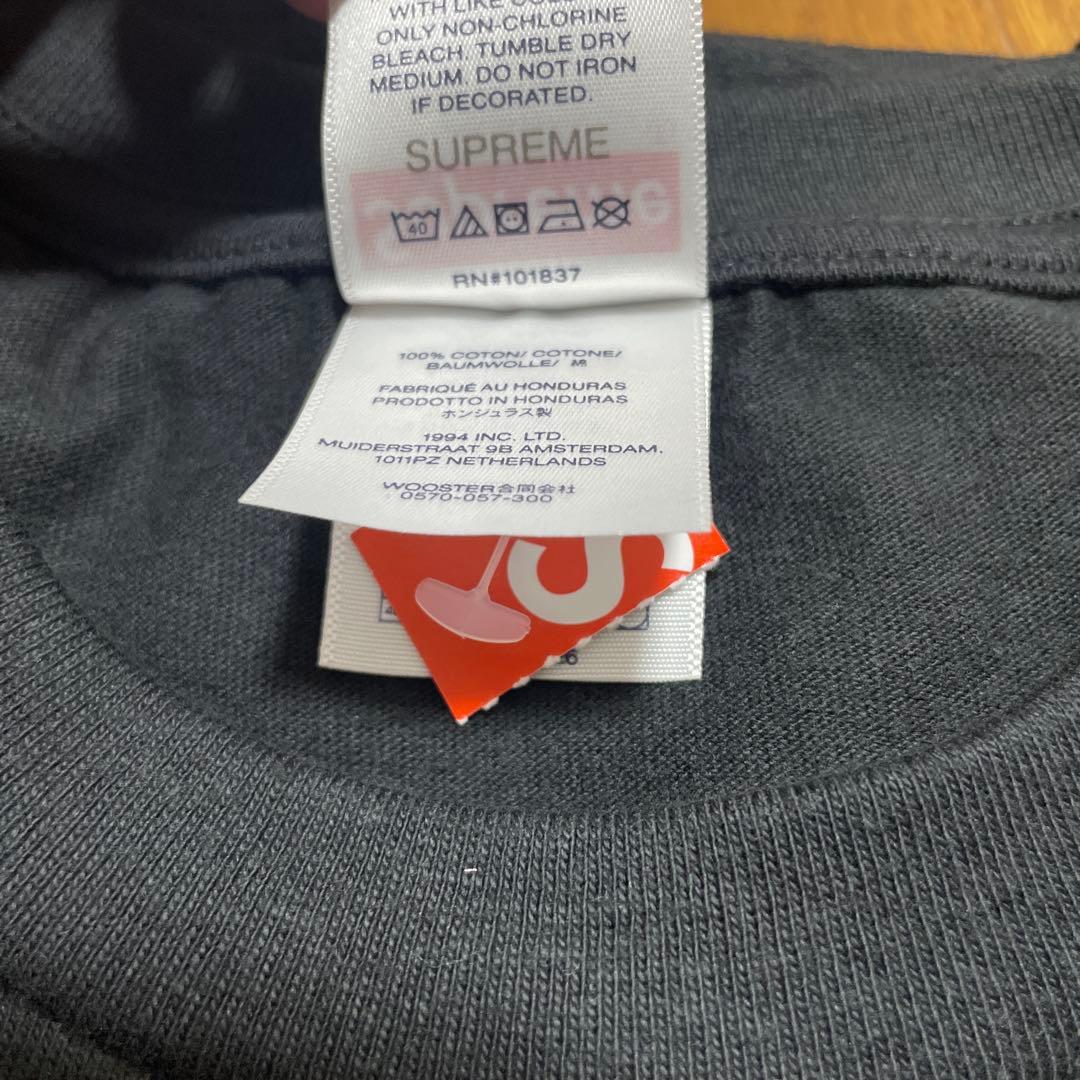 WITH LIKE
ONLY NON-CHLORINE
BLEACH. TUMBLE DRY
MEDIUM. DO NOT IRON
IF DECORATED.
SUPREME
40
RN#101837
100% COTON/ COTONE/
BAUMWOLLE/ 綿
FABRIQUÉ AU HONDURAS
PRODOTTO IN HONDURAS
ホンジュラス製
1994 INC. LTD.
MUIDERSTRAAT 9B AMSTERDAM,
1011PZ NETHERLANDS
WOOSTER合同会社
0570-057-300
S
6